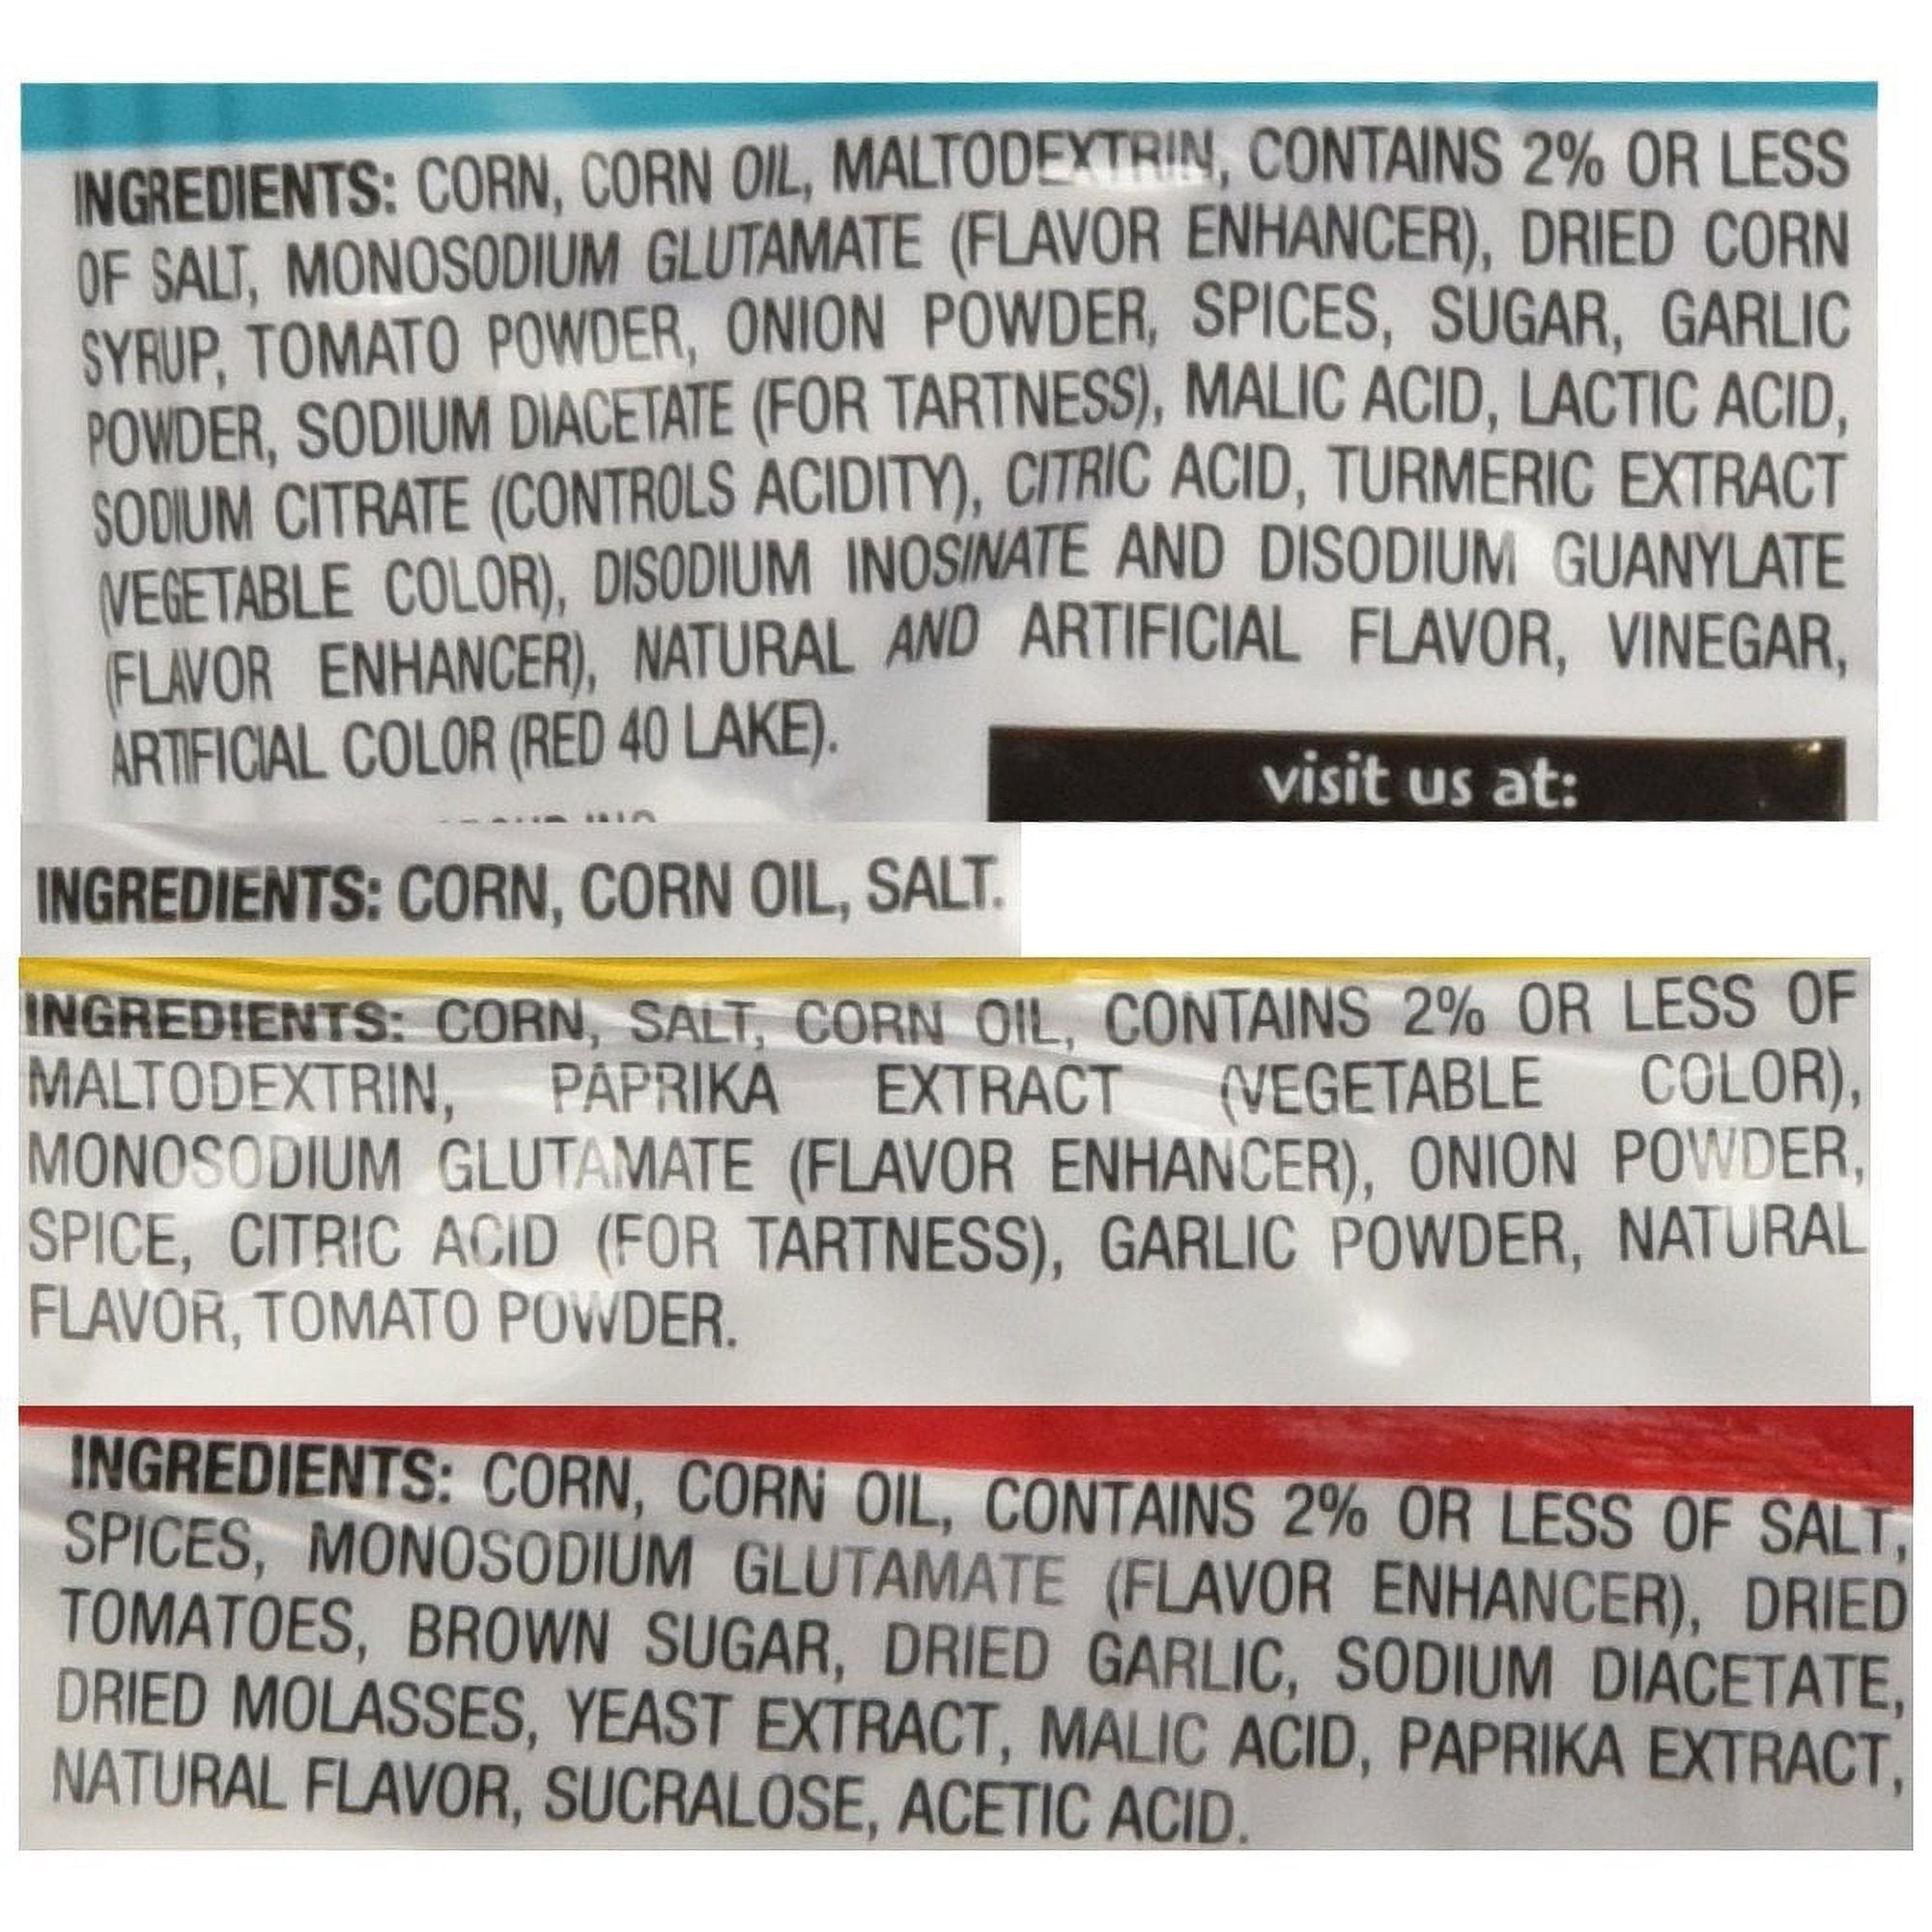 INGREDIENTS: CORN, CORN OIL, MALTODEXTRIN, CONTAINS 2% OR LESS
OF SALT, MONOSODIUM GLUTAMATE (FLAVOR ENHANCER), DRIED CORN
SYRUP, TOMATO POWDER, ONION POWDER, SPICES, SUGAR, GARLIC
POWDER, SODIUM DIACETATE (FOR TARTNESS), MALIC ACID, LACTIC ACID,
SODIUM CITRATE (CONTROLS ACIDITY), CITRIC ACID, TURMERIC EXTRACT
(VEGETABLE COLOR), DISODIUM INOSINATE AND DISODIUM GUANYLATE
(FLAVOR ENHANCER), NATURAL AND ARTIFICIAL FLAVOR, VINEGAR,
ARTIFICIAL COLOR (RED 40 LAKE).
visit us at:
INGREDIENTS: CORN, CORN OIL, SALT.
INGREDIENTS: CORN, SALT, CORN OIL, CONTAINS 2% OR LESS OF
MALTODEXTRIN, PAPRIKA EXTRACT (VEGETABLE COLOR),
MONOSODIUM GLUTAMATE (FLAVOR ENHANCER), ONION POWDER,
SPICE, CITRIC ACID (FOR TARTNESS), GARLIC POWDER, NATURAL
FLAVOR, TOMATO POWDER.
INGREDIENTS: CORN, CORN OIL, CONTAINS 2% OR LESS OF SALT,
SPICES, MONOSODIUM GLUTAMATE (FLAVOR ENHANCER), DRIED
TOMATOES, BROWN SUGAR, DRIED GARLIC, SODIUM DIACETATE,
DRIED MOLASSES, YEAST EXTRACT, MALIC ACID, PAPRIKA EXTRACT,
NATURAL FLAVOR, SUCRALOSE, ACETIC ACID.